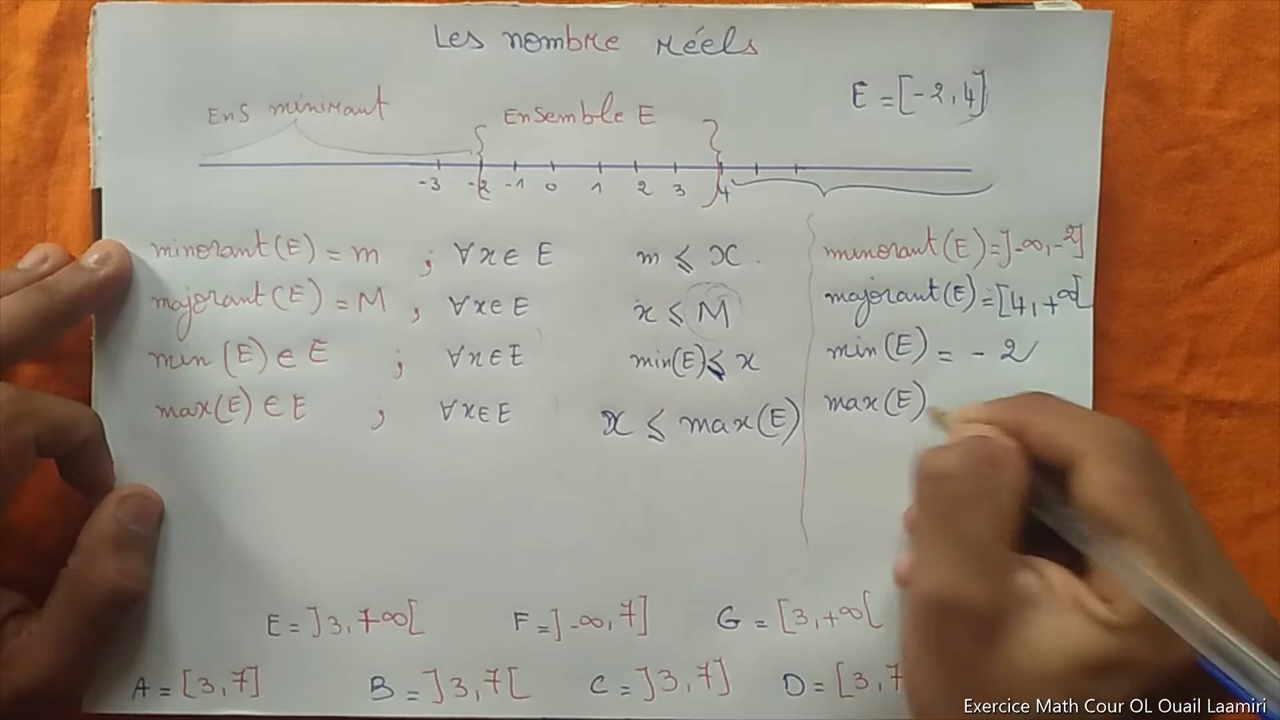 Les nombre réels
E = [-2, 4]
Ens minirant Ensemble E
-3 -2 -1 0 1 2 3 4
minorant(E) = m ; ∀x∈ E m ⩽ x
majorant(E) = M , ∀x∈E x ⩽ M
min (E) ∈ E ; ∀x∈E min(E) ⩽ x
max(E) ∈ E , ∀x∈E x ⩽ max(E)
minorant(E) = ]-∞, -2]
majorant(E) = [4, +∞[
min(E) = - 2
max(E)
E = ]3, +∞[ F = ]-∞, 7] G = [3, +∞[
A = [3, 7] B = ]3, 7[ C = ]3, 7] D = [3, 7
Exercice Math Cour OL Ouail Laamiri